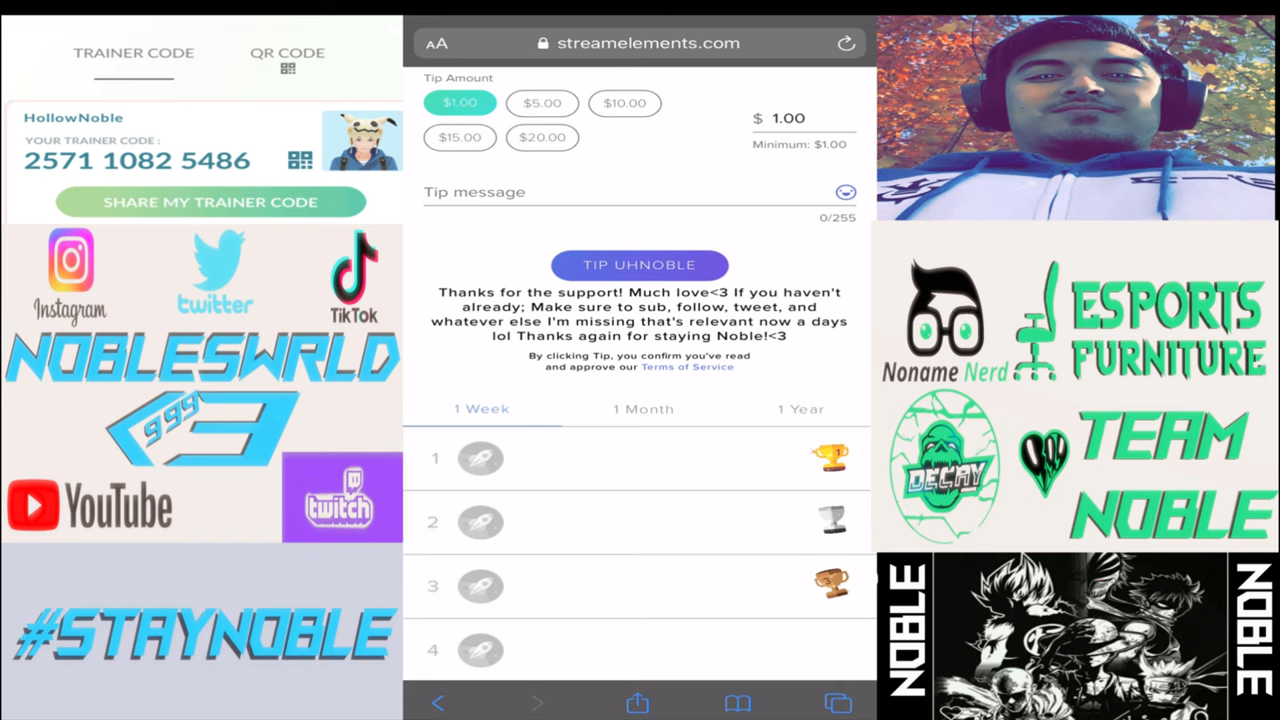 TRAINER CODE
QR CODE
HollowNoble
YOUR TRAINER CODE :
2571 1082 5486
SHARE MY TRAINER CODE
Instagram
twitter
TikTok
NOBLESWRLD
999
3
YouTube
twitch
#STAYNOBLE
AA
streamelements.com
Tip Amount
$1.00
$5.00
$10.00
$15.00
$20.00
$ 1.00
Minimum: $1.00
Tip message
0/255
TIP UHNOBLE
Thanks for the support! Much love<3 If you haven't
already; Make sure to sub, follow, tweet, and
whatever else I'm missing that's relevant now a days
lol Thanks again for staying Noble!<3
By clicking Tip, you confirm you've read
and approve our Terms of Service
1 Week
1 Month
1 Year
1
1
2
3
4
Noname Nerd
ESPORTS
FURNITURE
DECAY
TEAM
NOBLE
NOBLE
NOBLE